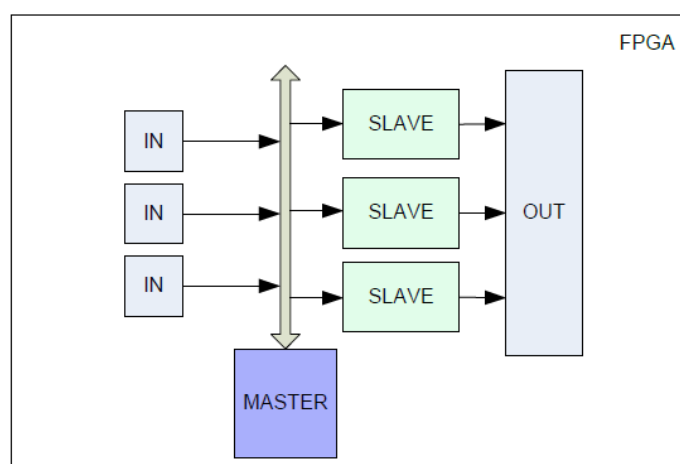 FPGA
IN
SLAVE
IN
SLAVE
OUT
IN
SLAVE
MASTER